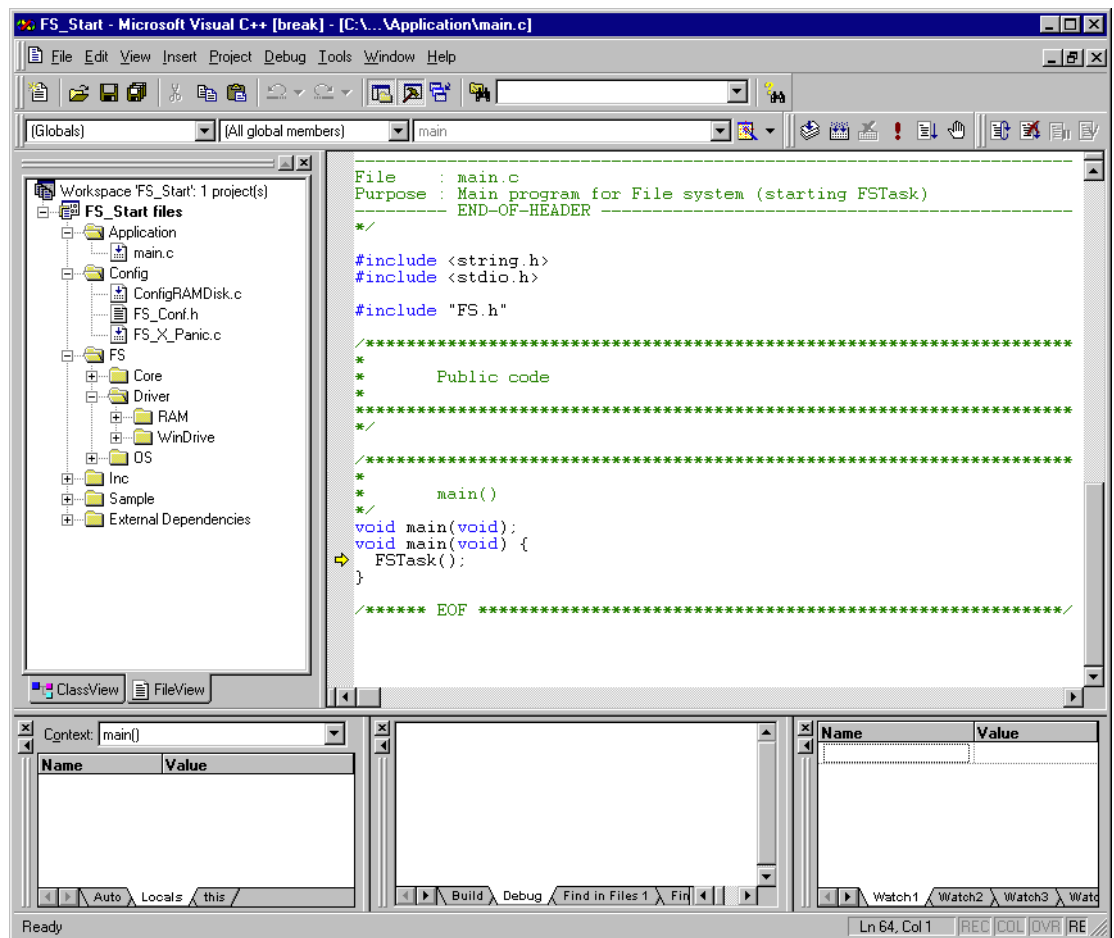 FS_Start - Microsoft Visual C++ [break] - [C:\...\Application\main.c]
File Edit View Insert Project Debug Tools Window Help
(Globals) (All global members) main
Workspace 'FS_Start': 1 project(s)
FS_Start files
Application
main.c
Config
ConfigRAMDisk.c
FS_Conf.h
FS_X_Panic.c
FS
Core
Driver
RAM
WinDrive
OS
Inc
Sample
External Dependencies
ClassView FileView
----------------------------------------------------------------------
File    : main.c
Purpose : Main program for File system (starting FSTask)
--------- END-OF-HEADER ----------------------------------------------
*/
#include <string.h>
#include <stdio.h>
#include "FS.h"
/*********************************************************************
*
*       Public code
*
**********************************************************************
*/
/*********************************************************************
*
*       main()
*/
void main(void);
void main(void) {
  FSTask();
}
/****** EOF *********************************************************/
Context: main()
Name Value
Auto Locals this
Build Debug Find in Files 1 Fin
Name Value
Watch1 Watch2 Watch3 Watc
Ready
Ln 64, Col 1 REC COL OVR RE